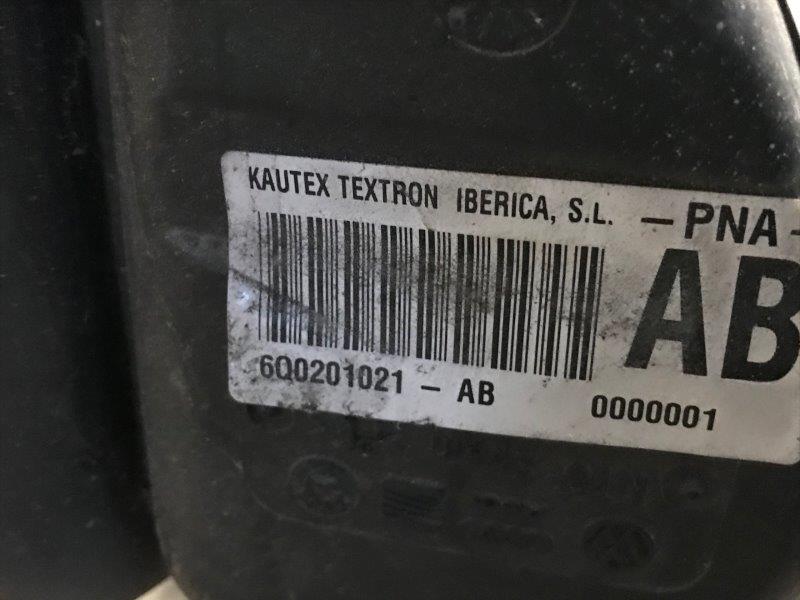 KAUTEX TEXTRON IBERICA, S.L. – PNA –
AB
6Q0201021 – AB 0000001